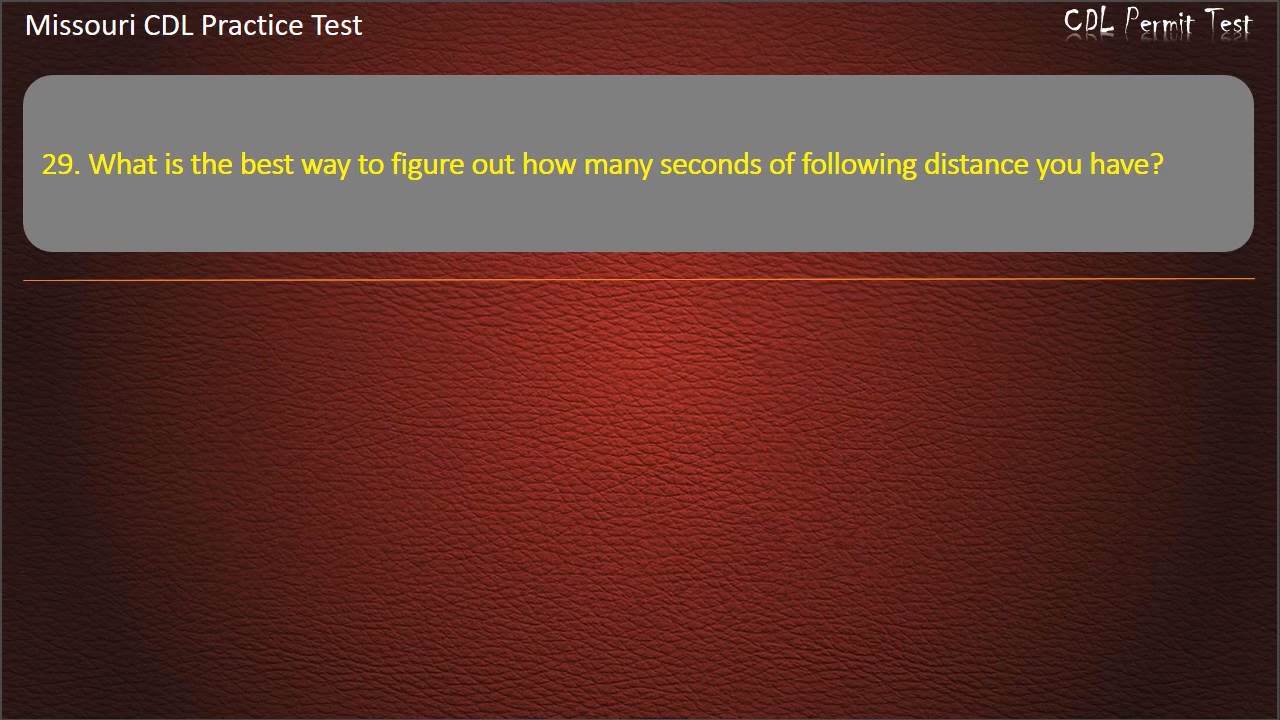 Missouri CDL Practice Test
CDL Permit Test
29. What is the best way to figure out how many seconds of following distance you have?